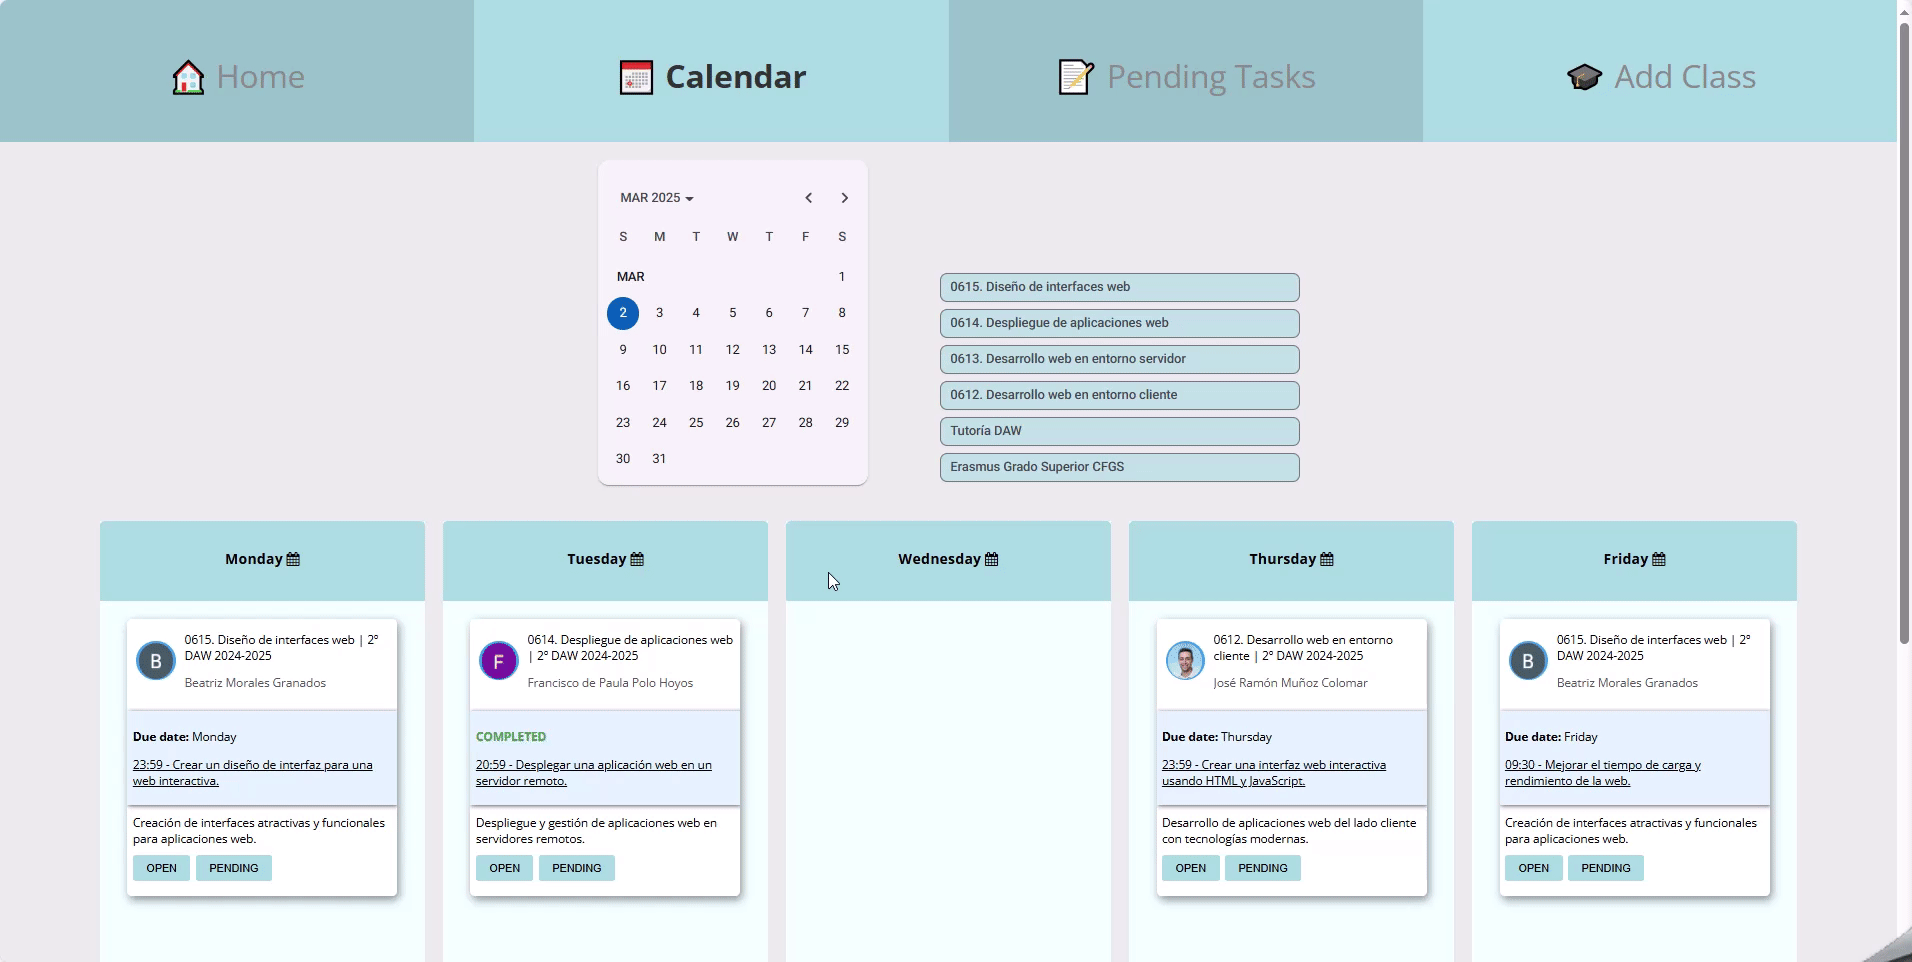 Home
Calendar
Pending Tasks
Add Class
MAR 2025
S M T W T F S
MAR 1
2 3 4 5 6 7 8
9 10 11 12 13 14 15
16 17 18 19 20 21 22
23 24 25 26 27 28 29
30 31
0615. Diseño de interfaces web
0614. Despliegue de aplicaciones web
0613. Desarrollo web en entorno servidor
0612. Desarrollo web en entorno cliente
Tutoría DAW
Erasmus Grado Superior CFGS
Monday
B
0615. Diseño de interfaces web | 2º
DAW 2024-2025
Beatriz Morales Granados
Due date: Monday
23:59 - Crear un diseño de interfaz para una
web interactiva.
Creación de interfaces atractivas y funcionales
para aplicaciones web.
OPEN PENDING
Tuesday
F
0614. Despliegue de aplicaciones web
| 2º DAW 2024-2025
Francisco de Paula Polo Hoyos
COMPLETED
20:59 - Desplegar una aplicación web en un
servidor remoto.
Despliegue y gestión de aplicaciones web en
servidores remotos.
OPEN PENDING
Wednesday
Thursday
0612. Desarrollo web en entorno
cliente | 2º DAW 2024-2025
José Ramón Muñoz Colomar
Due date: Thursday
23:59 - Crear una interfaz web interactiva
usando HTML y JavaScript.
Desarrollo de aplicaciones web del lado cliente
con tecnologías modernas.
OPEN PENDING
Friday
B
0615. Diseño de interfaces web | 2º
DAW 2024-2025
Beatriz Morales Granados
Due date: Friday
09:30 - Mejorar el tiempo de carga y
rendimiento de la web.
Creación de interfaces atractivas y funcionales
para aplicaciones web.
OPEN PENDING